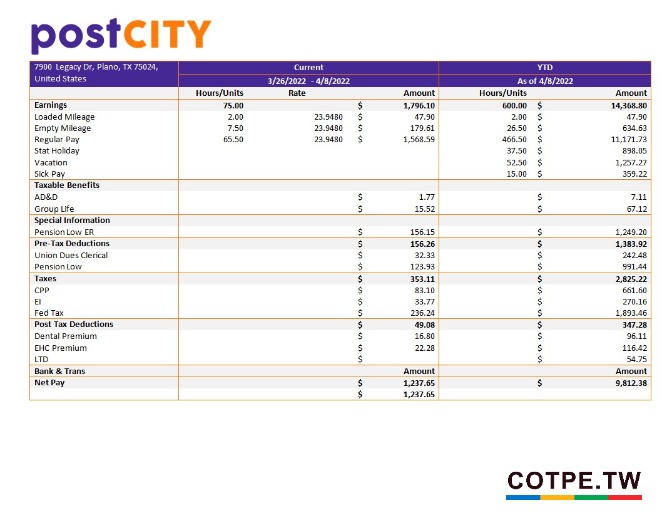 postCITY
7900 Legacy Dr, Plano, TX 75024, United States
Current YTD
3/26/2022 - 4/8/2022 As of 4/8/2022
Hours/Units Rate Amount Hours/Units Amount
Earnings 75.00 $ 1,796.10 600.00 $ 14,368.80
Loaded Mileage 2.00 23.9480 $ 47.90 2.00 $ 47.90
Empty Mileage 7.50 23.9480 $ 179.61 26.50 $ 634.63
Regular Pay 65.50 23.9480 $ 1,568.59 466.50 $ 11,171.73
Stat Holiday 37.50 $ 898.05
Vacation 52.50 $ 1,257.27
Sick Pay 15.00 $ 359.22
Taxable Benefits
AD&D $ 1.77 $ 7.11
Group Life $ 15.52 $ 67.12
Special Information
Pension Low ER $ 156.15 $ 1,249.20
Pre-Tax Deductions $ 156.26 $ 1,383.92
Union Dues Clerical $ 32.33 $ 242.48
Pension Low $ 123.93 $ 991.44
Taxes $ 353.11 $ 2,825.22
CPP $ 83.10 $ 661.60
EI $ 33.77 $ 270.16
Fed Tax $ 236.24 $ 1,893.46
Post Tax Deductions $ 49.08 $ 347.28
Dental Premium $ 16.80 $ 96.11
EHC Premium $ 22.28 $ 116.42
LTD $ $ 54.75
Bank & Trans Amount Amount
Net Pay $ 1,237.65 $ 9,812.38
$ 1,237.65
COTPE.TW